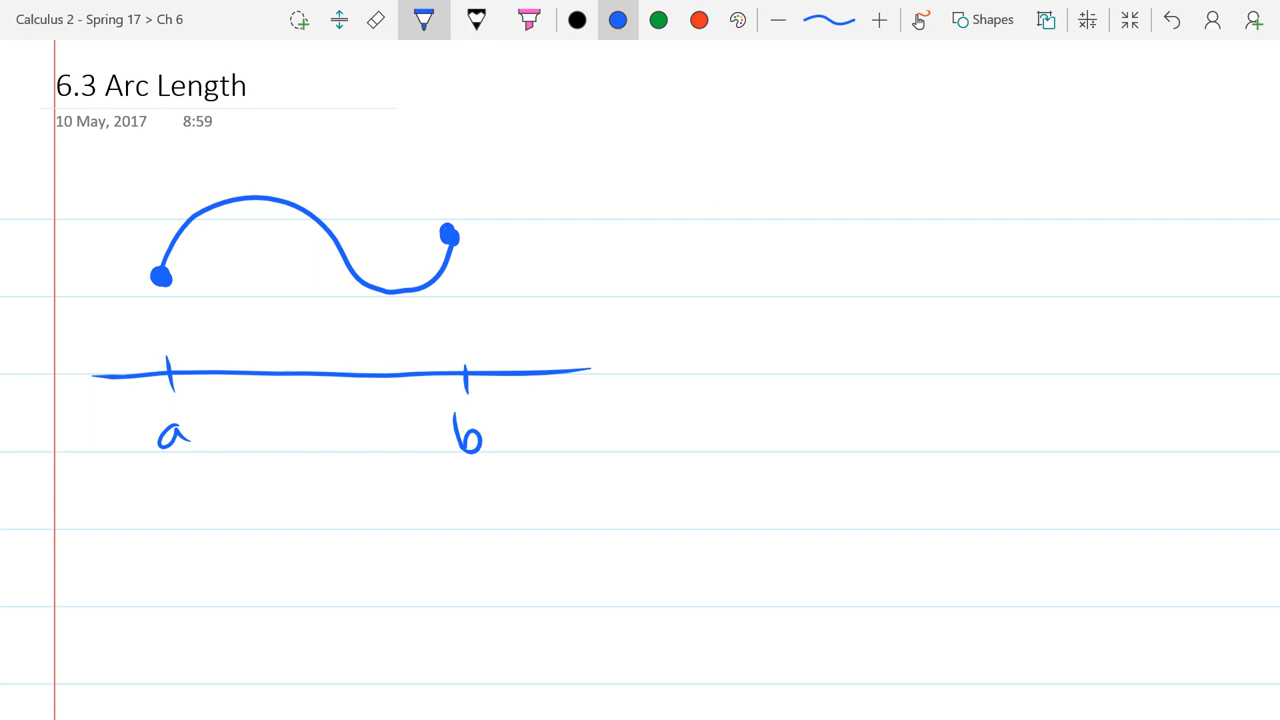 Calculus 2 - Spring 17 > Ch 6
Shapes
6.3 Arc Length
10 May, 2017 8:59
a b